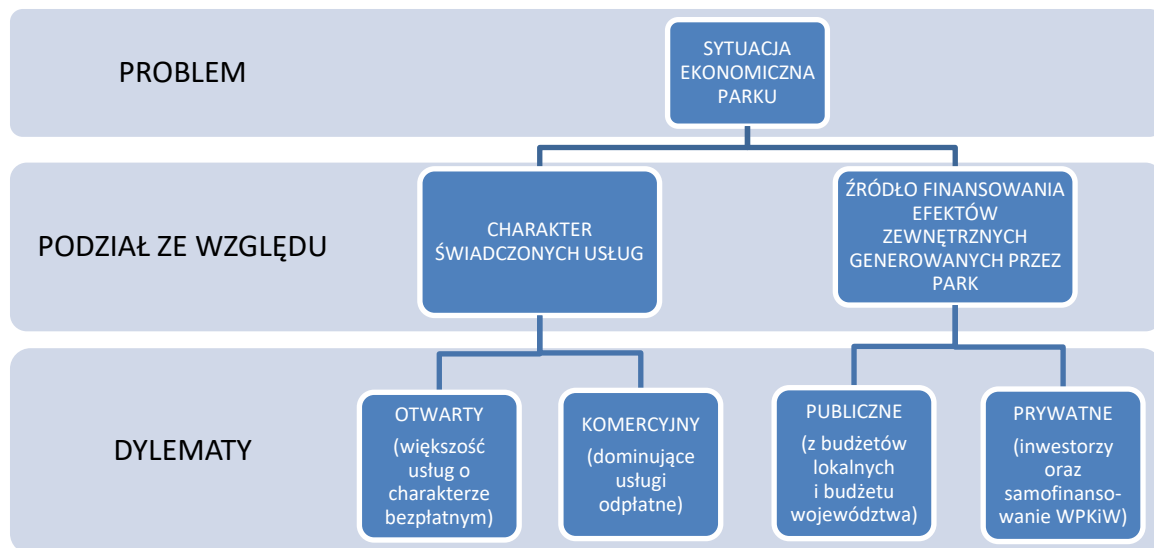 PROBLEM
SYTUACJA
EKONOMICZNA
PARKU
PODZIAŁ ZE WZGLĘDU
CHARAKTER
ŚWIADCZONYCH USŁUG
ŹRÓDŁO FINANSOWANIA
EFEKTÓW
ZEWNĘTRZNYCH
GENEROWANYCH PRZEZ
PARK
DYLEMATY
OTWARTY
(większość
usług o
charakterze
bezpłatnym)
KOMERCYJNY
(dominujące
usługi
odpłatne)
PUBLICZNE
(z budżetów
lokalnych
i budżetu
województwa)
PRYWATNE
(inwestorzy
oraz
samofinanso-
wanie WPKiW)